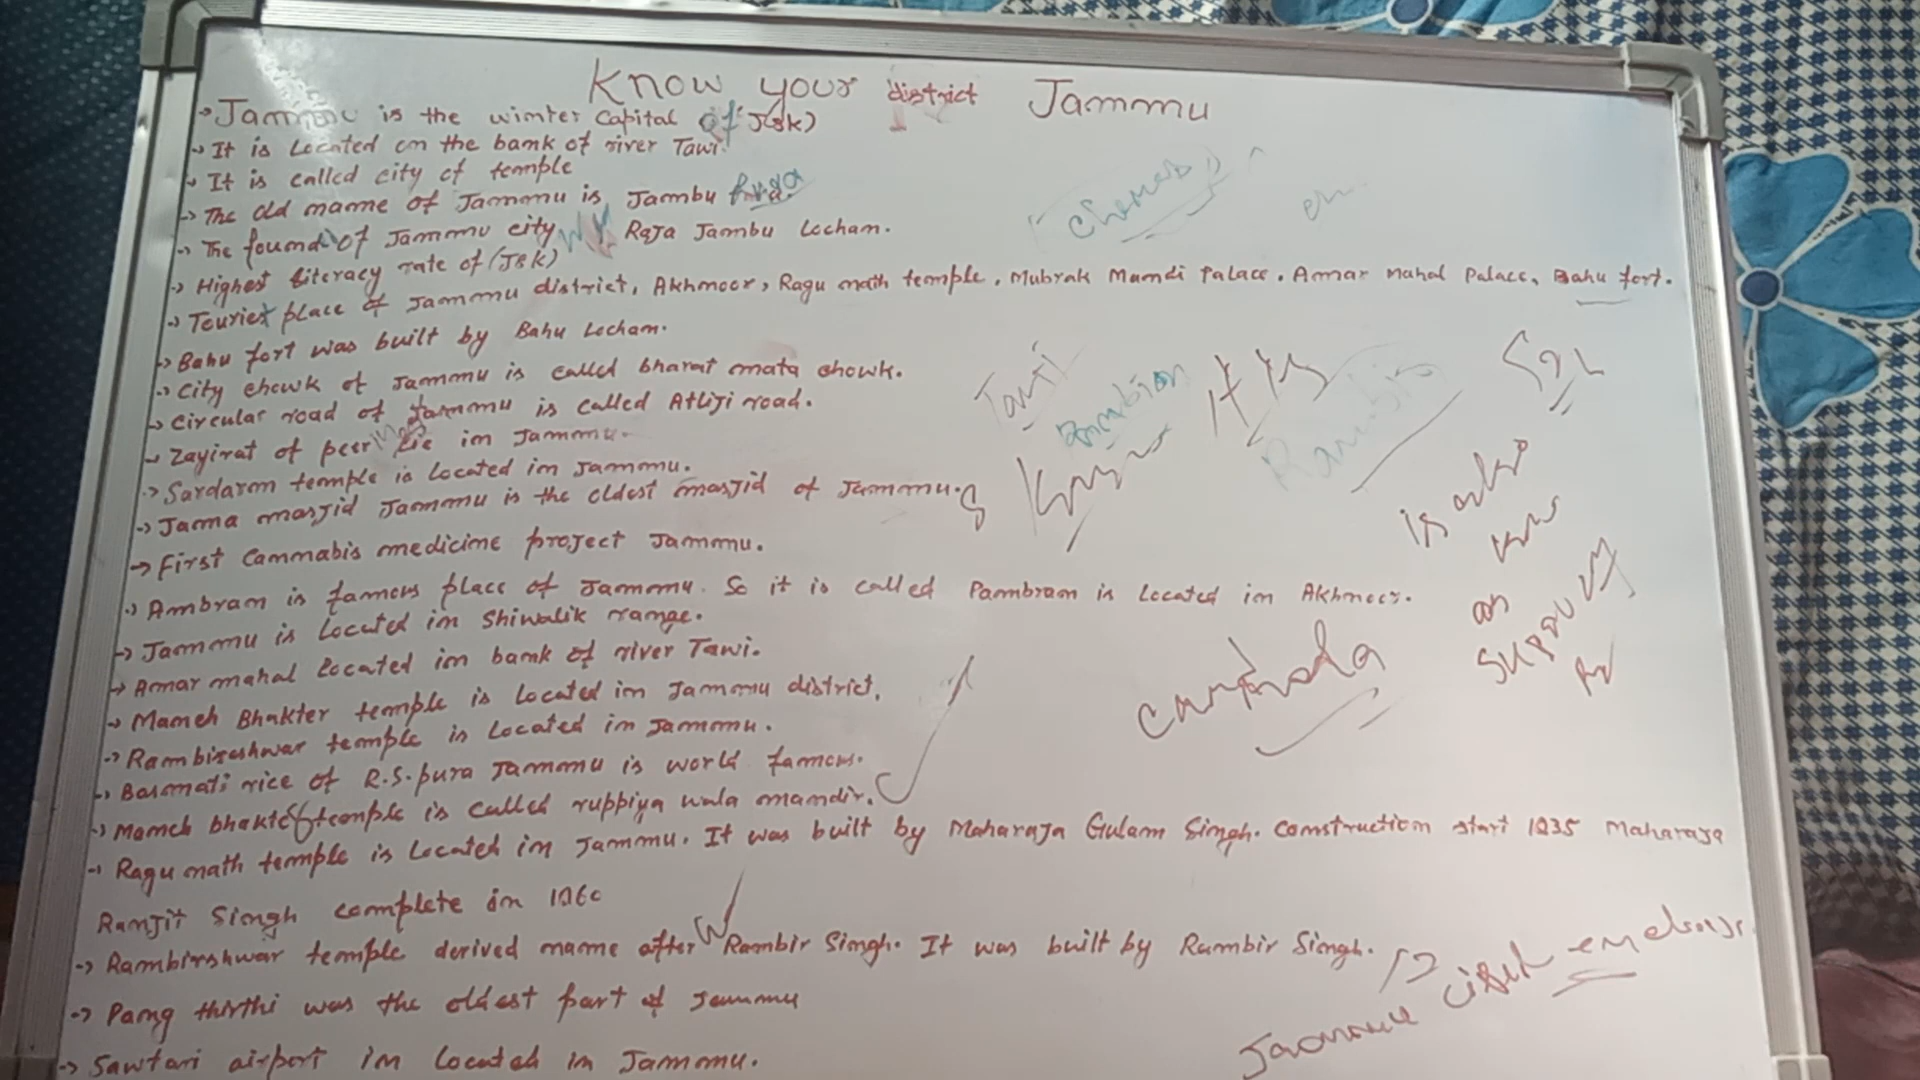 Know your district Jammu
→ Jammu is the winter Capital of J&K)
→ It is Located on the bank of river Tawi.
→ It is called city of temple
→ The old name of Jammu is Jambu
→ The found of Jammu city Raja Jambu Locham.
→ Highest Literacy rate of (J&K)
→ Tourist place of Jammu district, Akhnoor, Ragu nath temple, Mubrak Mandi Palace, Amar Mahal Palace, Bahu fort.
→ Bahu fort was built by Bahu Locham.
→ City chowk of Jammu is called bharat mata chowk.
→ Circular road of Jammu is called Atliji road.
→ Zayirat of peer in Jammu.
→ Sardaron temple is Located in Jammu.
→ Jama masjid Jammu is the oldest masjid of Jammu.
→ First Cannabis medicine project Jammu.
→ Ambram is famous place of Jammu. So it is called Pambram is Located in Akhnoor.
→ Jammu is Located in Shiwalik range.
→ Amar mahal Located in bank of river Tawi.
→ Mameh Bhakter temple is Located in Jammu district.
→ Rambireshwar temple is Located in Jammu.
→ Basmati rice of R.S.pura Jammu is world famous.
→ Mameh bhakter temple is called ruppiya wala mandir.
→ Ragu nath temple is Located in Jammu. It was built by Maharaja Gulam Singh. Construction start 1835 Maharaja
Ranjit Singh complete in 1860
→ Rambirshwar temple derived name after Rambir Singh. It was built by Rambir Singh.
→ Pang thirthi was the oldest part of Jammu
→ Sawtari airport in Located in Jammu.